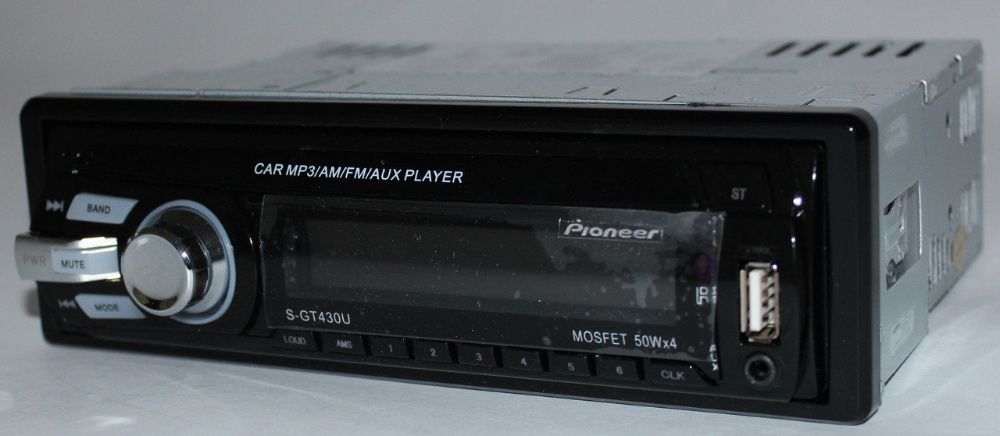 CAR MP3/AM/FM/AUX PLAYER
ST
BAND
Pioneer
PWR MUTE
MODE
S-GT430U
MOSFET 50Wx4
LOUD AMS 1 2 3 4 5 6 CLK